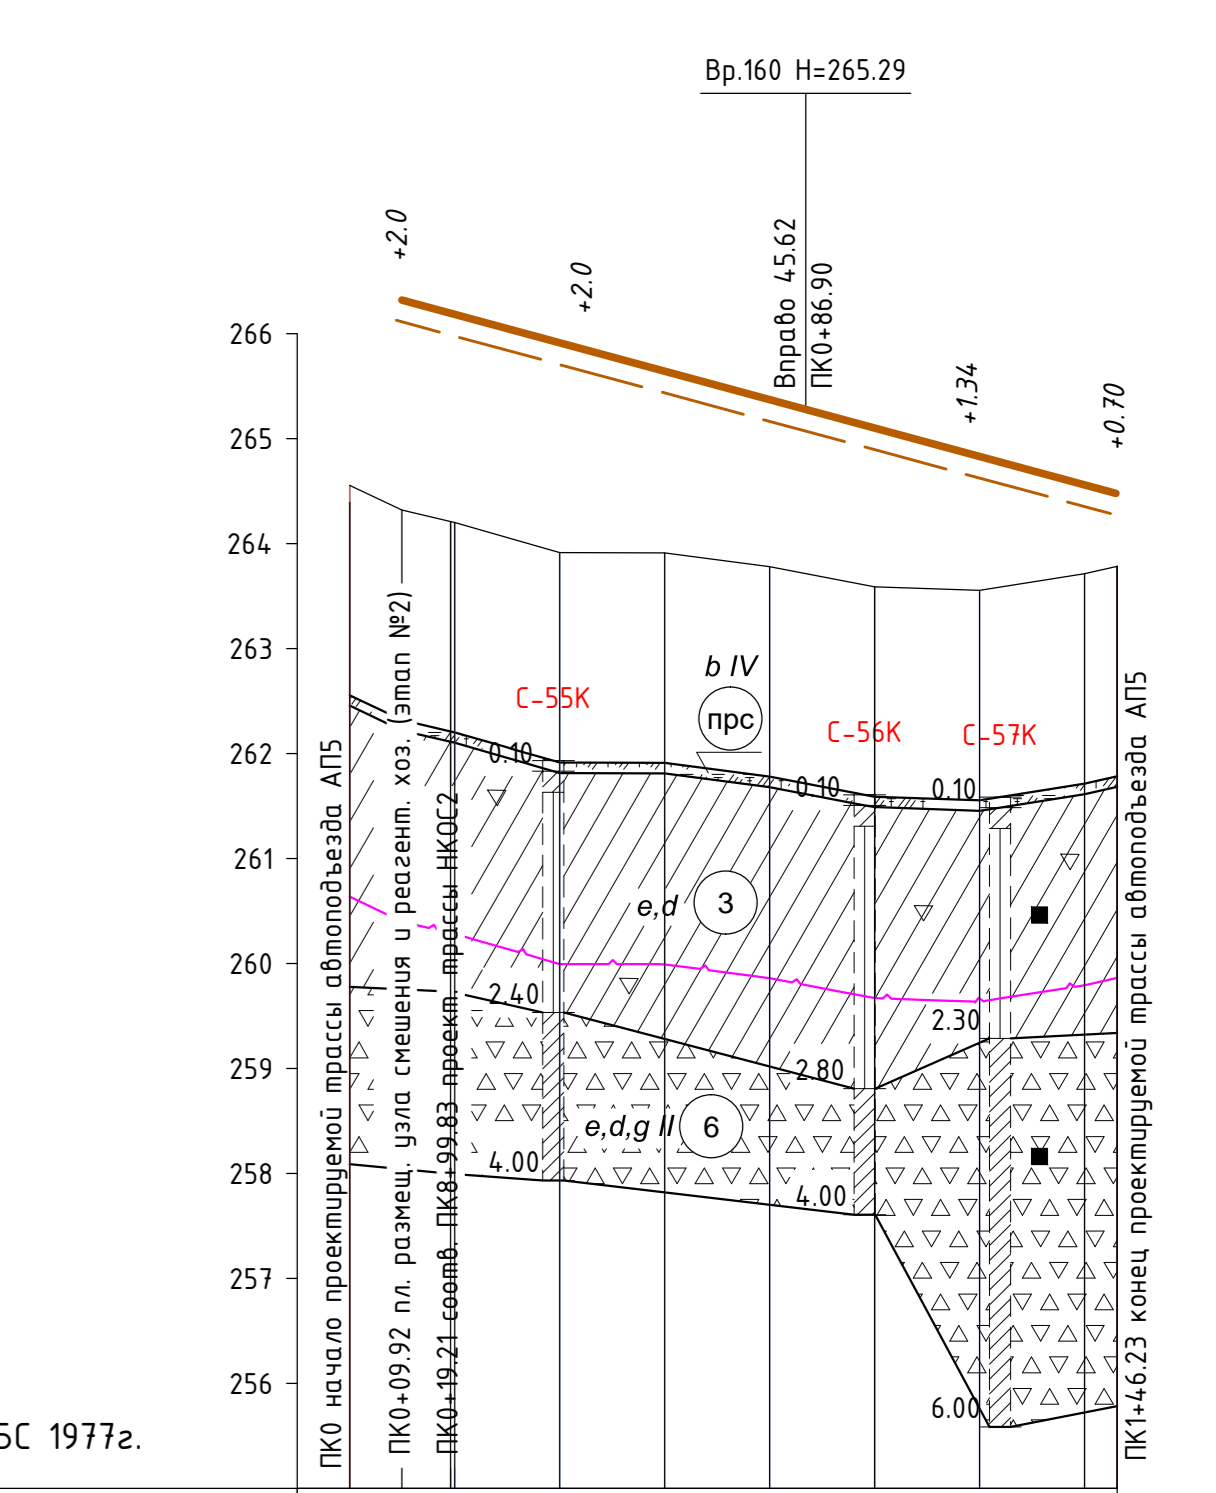 Вр.160 Н=265.29
Вправо 45.62
ПК0+86.90
+2.0
+2.0
+1.34
+0.70
266
265
264
263
262
261
260
259
258
257
256
БС 1977г.
ПК0 начало проектируемой трассы автоподъезда АП5
ПК0+09.92 пл. размещ. узла смешения и реагент. хоз. (этап №2)
ПК0+19.21 соотв. ПК8+99.83 проект. трассы НКОС2
ПК1+46.23 конец проектируемой трассы автоподъезда АП5
С-55К
С-56К
С-57К
b IV
прс
0.10
0.10
0.10
e,d 3
2.40
2.80
2.30
e,d,g II 6
4.00
4.00
6.00